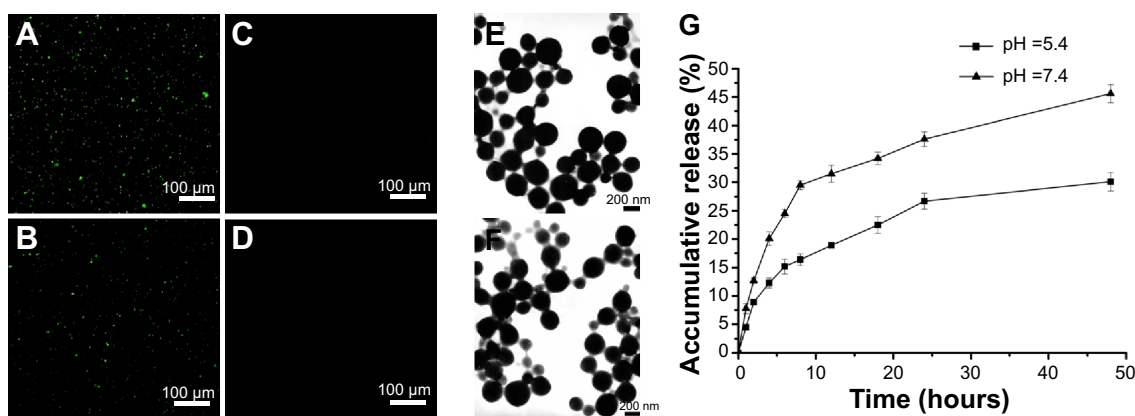 A
100 µm
C
100 µm
B
100 µm
D
100 µm
E
200 nm
F
200 nm
G
pH =5.4
pH =7.4
Accumulative release (%)
50
45
40
35
30
25
20
15
10
5
0
0
10
20
30
40
50
Time (hours)